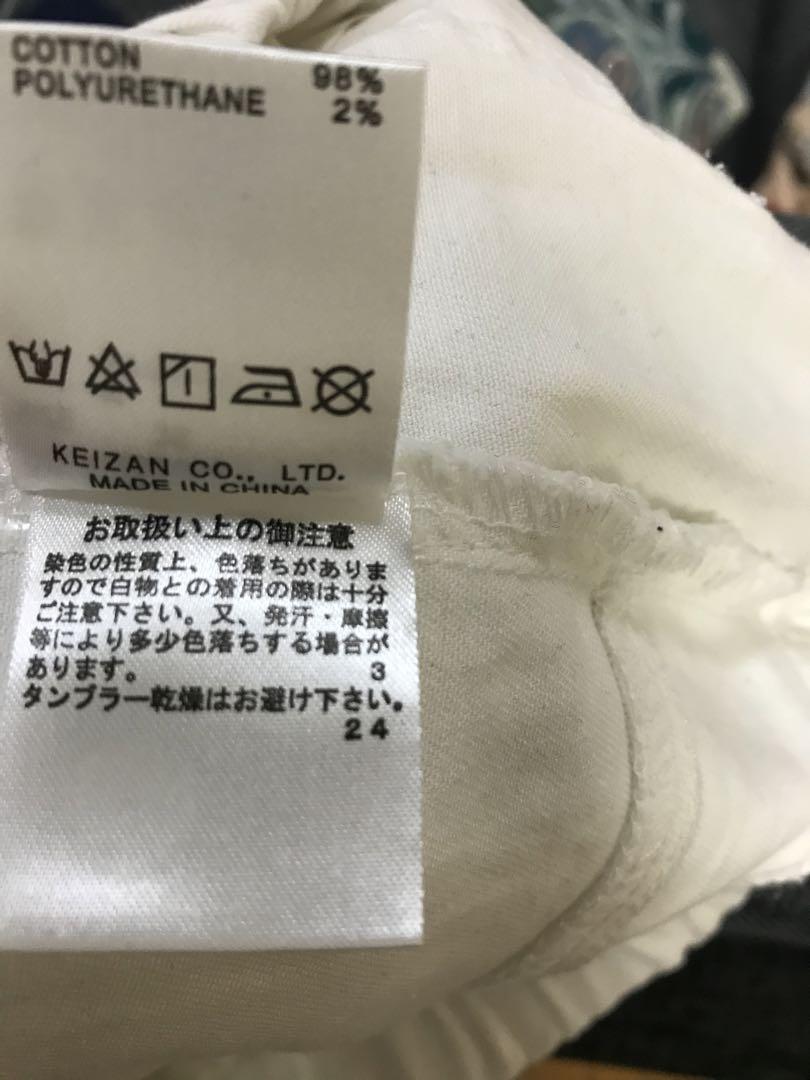 COTTON 98%
POLYURETHANE 2%
KEIZAN CO., LTD.
MADE IN CHINA
お取扱い上の御注意
染色の性質上、色落ちがありま
すので白物との着用の際は十分
ご注意下さい。又、発汗・摩擦
等により多少色落ちする場合が
あります。 3
タンブラー乾燥はお避け下さい。
24